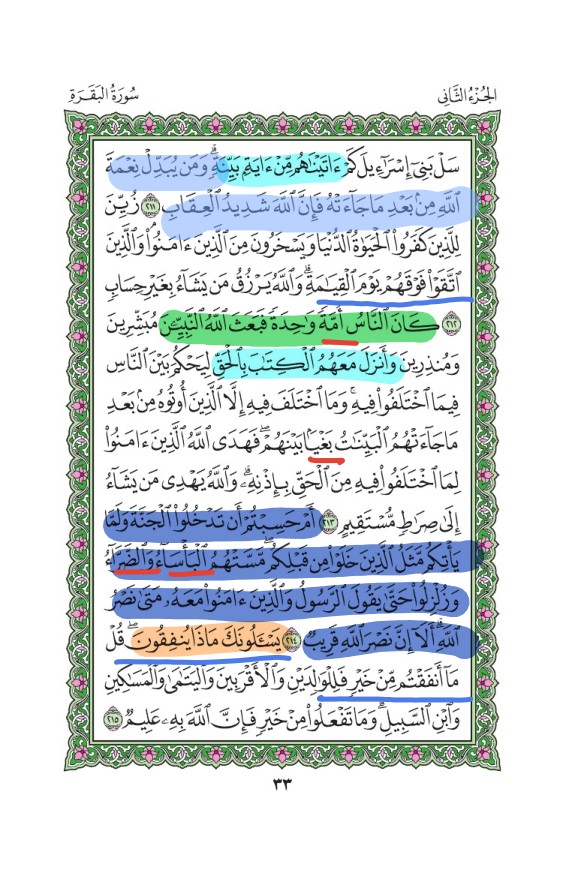 الجُزْءُ الثَّانِي
سُورَةُ البَقَرَةِ
سَلْ بَنِىٓ إِسْرَٰٓءِيلَ كَمْ ءَاتَيْنَٰهُم مِّنْ ءَايَةِۭ بَيِّنَةٍۗ وَمَن يُبَدِّلْ نِعْمَةَ
ٱللَّهِ مِنۢ بَعْدِ مَا جَآءَتْهُ فَإِنَّ ٱللَّهَ شَدِيدُ ٱلْعِقَابِ ٢١١ زُيِّنَ
لِلَّذِينَ كَفَرُوا۟ ٱلْحَيَوٰةُ ٱلدُّنْيَا وَيَسْخَرُونَ مِنَ ٱلَّذِينَ ءَامَنُوا۟ۘ وَٱلَّذِينَ
ٱتَّقَوْا۟ فَوْقَهُمْ يَوْمَ ٱلْقِيَٰمَةِۗ وَٱللَّهُ يَرْزُقُ مَن يَشَآءُ بِغَيْرِ حِسَابٍ
٢١٢ كَانَ ٱلنَّاسُ أُمَّةً وَٰحِدَةً فَبَعَثَ ٱللَّهُ ٱلنَّبِيِّـۧنَ مُبَشِّرِينَ
وَمُنذِرِينَ وَأَنزَلَ مَعَهُمُ ٱلْكِتَٰبَ بِٱلْحَقِّ لِيَحْكُمَ بَيْنَ ٱلنَّاسِ
فِيمَا ٱخْتَلَفُوا۟ فِيهِۚ وَمَا ٱخْتَلَفَ فِيهِ إِلَّا ٱلَّذِينَ أُوتُوهُ مِنۢ بَعْدِ
مَا جَآءَتْهُمُ ٱلْبَيِّنَٰتُ بَغْيَۢا بَيْنَهُمْۖ فَهَدَى ٱللَّهُ ٱلَّذِينَ ءَامَنُوا۟
لِمَا ٱخْتَلَفُوا۟ فِيهِ مِنَ ٱلْحَقِّ بِإِذْنِهِۦۗ وَٱللَّهُ يَهْدِى مَن يَشَآءُ
إِلَىٰ صِرَٰطٍ مُّسْتَقِيمٍ ٢١٣ أَمْ حَسِبْتُمْ أَن تَدْخُلُوا۟ ٱلْجَنَّةَ وَلَمَّا
يَأْتِكُم مَّثَلُ ٱلَّذِينَ خَلَوْا۟ مِن قَبْلِكُمۖ مَّسَّتْهُمُ ٱلْبَأْسَآءُ وَٱلضَّرَّآءُ
وَزُلْزِلُوا۟ حَتَّىٰ يَقُولَ ٱلرَّسُولُ وَٱلَّذِينَ ءَامَنُوا۟ مَعَهُۥ مَتَىٰ نَصْرُ
ٱللَّهِۗ أَلَآ إِنَّ نَصْرَ ٱللَّهِ قَرِيبٌ ٢١٤ يَسْـَٔلُونَكَ مَاذَا يُنفِقُونَۖ قُلْ
مَآ أَنفَقْتُم مِّنْ خَيْرٍ فَلِلْوَٰلِدَيْنِ وَٱلْأَقْرَبِينَ وَٱلْيَتَٰمَىٰ وَٱلْمَسَٰكِينِ
وَٱبْنِ ٱلسَّبِيلِۗ وَمَا تَفْعَلُوا۟ مِنْ خَيْرٍ فَإِنَّ ٱللَّهَ بِهِۦ عَلِيمٌ ٢١٥
٣٣